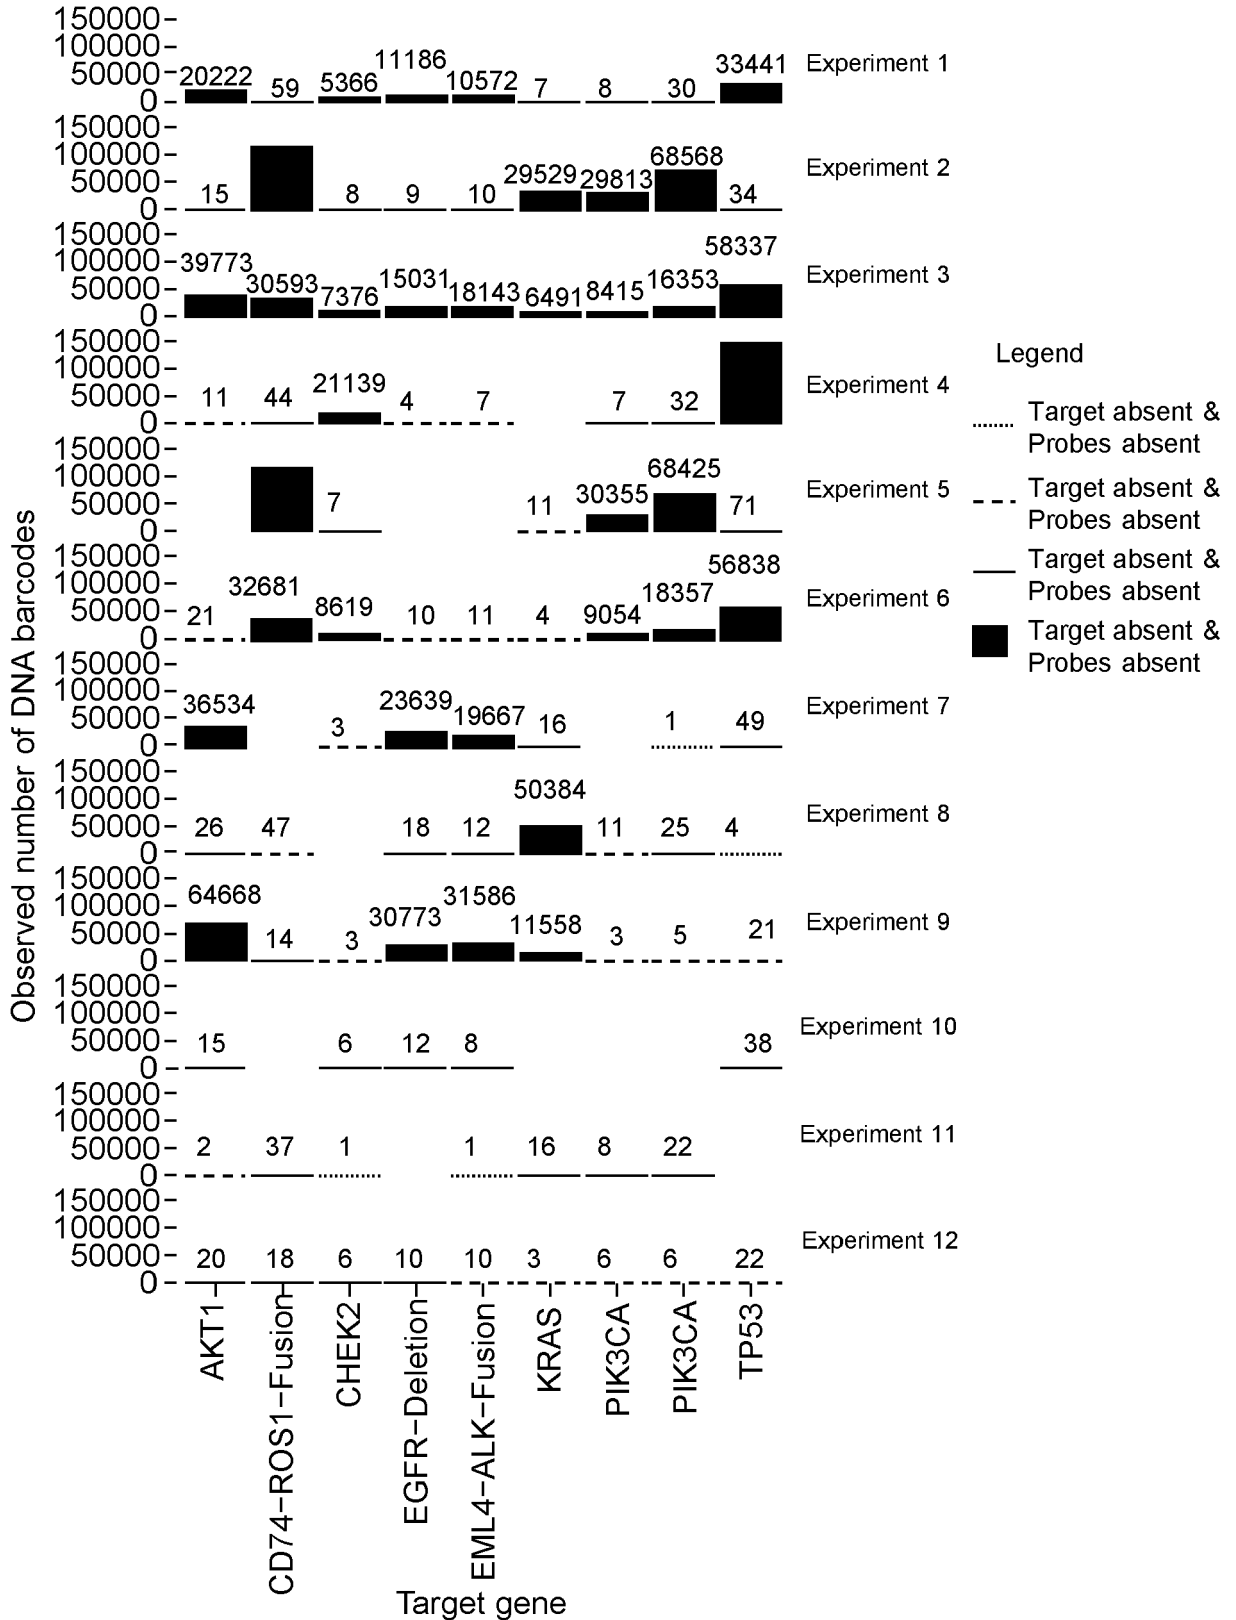 150000
100000
50000
0
20222 59 5366 11186 10572 7 8 30 33441
Experiment 1
150000
100000
50000
0
15 8 9 10 29529 29813 68568 34
Experiment 2
150000
100000
50000
0
39773 30593 7376 15031 18143 6491 8415 16353 58337
Experiment 3
150000
100000
50000
0
11 44 21139 4 7 7 32
Experiment 4
150000
100000
50000
0
7 11 30355 68425 71
Experiment 5
150000
100000
50000
0
21 32681 8619 10 11 4 9054 18357 56838
Experiment 6
150000
100000
50000
0
36534 3 23639 19667 16 1 49
Experiment 7
150000
100000
50000
0
26 47 18 12 50384 11 25 4
Experiment 8
150000
100000
50000
0
64668 14 3 30773 31586 11558 3 5 21
Experiment 9
150000
100000
50000
0
15 6 12 8 38
Experiment 10
150000
100000
50000
0
2 37 1 1 16 8 22
Experiment 11
150000
100000
50000
0
20 18 6 10 10 3 6 6 22
Experiment 12
Observed number of DNA barcodes
AKT1
CD74-ROS1-Fusion
CHEK2
EGFR-Deletion
EML4-ALK-Fusion
KRAS
PIK3CA
PIK3CA
TP53
Target gene
Legend
Target absent &
Probes absent
Target absent &
Probes absent
Target absent &
Probes absent
Target absent &
Probes absent